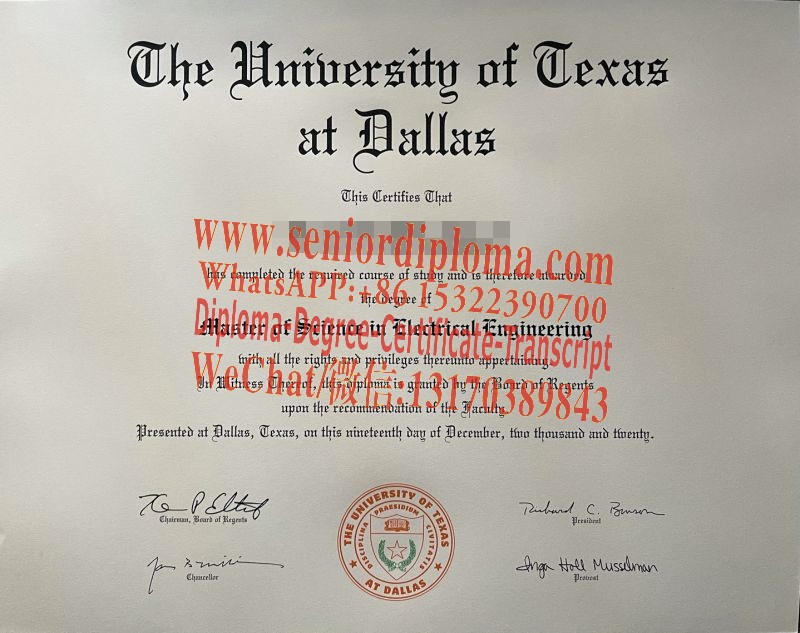 The University of Texas
at Dallas
This Certifies That
www.seniordiploma.com
has completed the required course of study and is therefore awarded
WhatsAPP:+86 15322390700
the degree of
Diploma-Degree-Certificate-Transcript
Master of Science in Electrical Engineering
with all the rights and privileges thereunto appertaining
WeChat/微信:13170389843
In Witness Thereof, this diploma is granted by the Board of Regents
upon the recommendation of the Faculty
Presented at Dallas, Texas, on this nineteenth day of December, two thousand and twenty.
Chairman, Board of Regents
Richard C. Benson
President
Chancellor
Inga Holl Musselman
Provost
THE UNIVERSITY OF TEXAS
AT DALLAS
DISCIPLINA PRAESIDIUM CIVITATIS